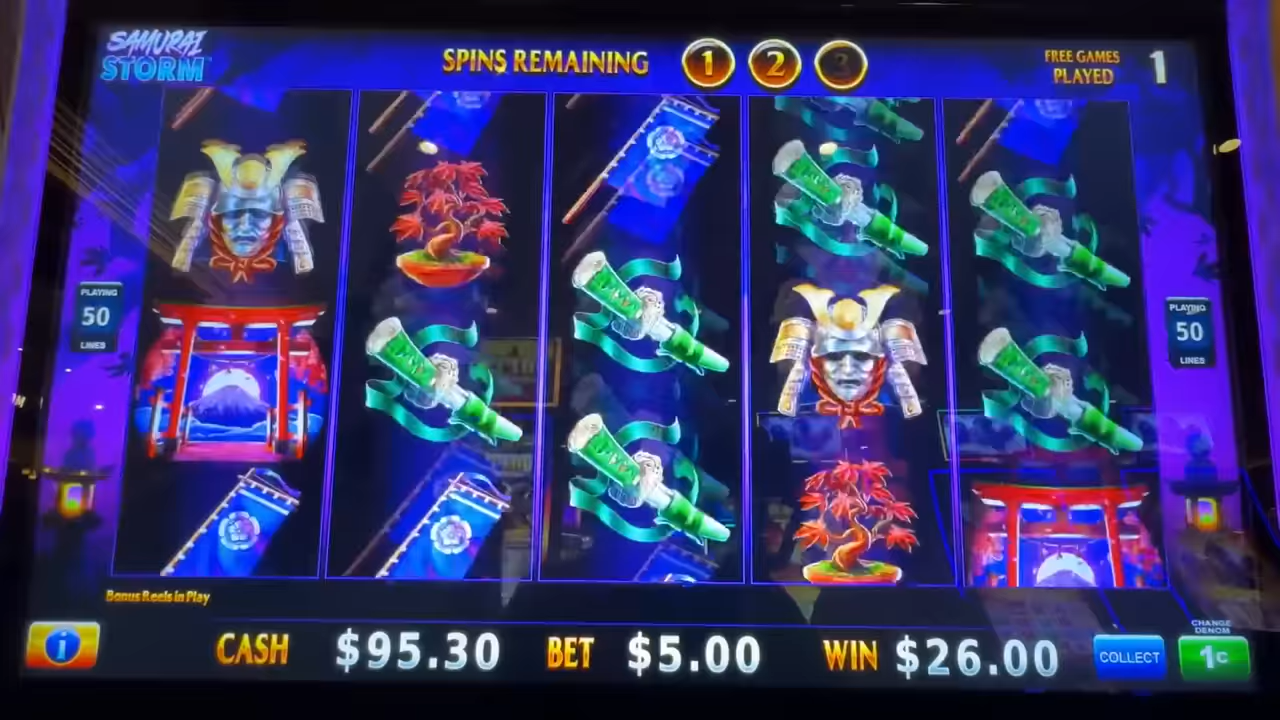 SAMURAI
STORM™
SPINS REMAINING
1
2
3
FREE GAMES
PLAYED
1
PLAYING
50
LINES
PLAYING
50
LINES
Bonus Reels in Play
i
CASH
$95.30
BET
$5.00
WIN
$26.00
COLLECT
CHANGE
DENOM
1¢